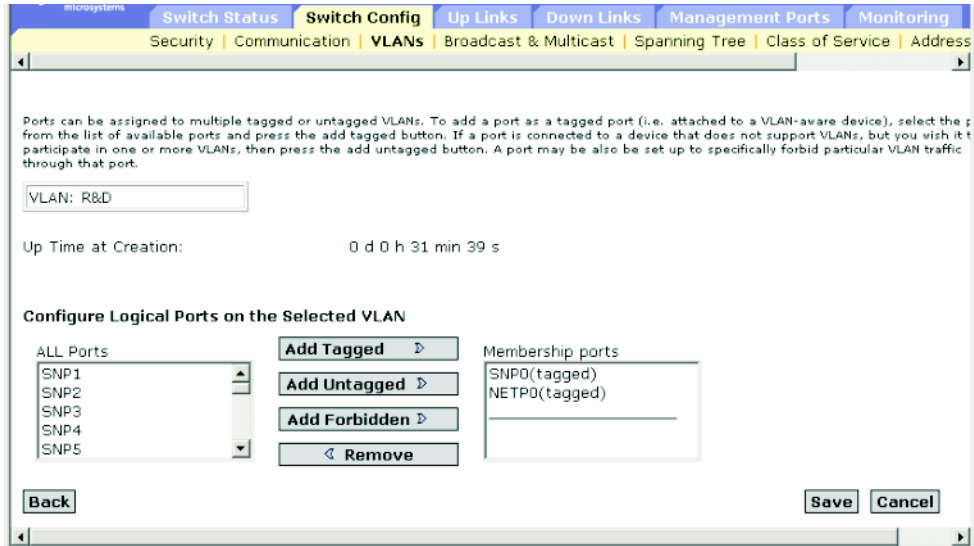 microsystems
Switch Status Switch Config Up Links Down Links Management Ports Monitoring
Security | Communication | VLANs | Broadcast & Multicast | Spanning Tree | Class of Service | Address
Ports can be assigned to multiple tagged or untagged VLANs. To add a port as a tagged port (i.e. attached to a VLAN-aware device), select the
from the list of available ports and press the add tagged button. If a port is connected to a device that does not support VLANs, but you wish it
participate in one or more VLANs, then press the add untagged button. A port may be also be set up to specifically forbid particular VLAN traffic
through that port.
VLAN: R&D
Up Time at Creation: 0 d 0 h 31 min 39 s
Configure Logical Ports on the Selected VLAN
ALL Ports
SNP1
SNP2
SNP3
SNP4
SNP5
Add Tagged
Add Untagged
Add Forbidden
Remove
Membership ports
SNP0(tagged)
NETP0(tagged)
Back
Save Cancel